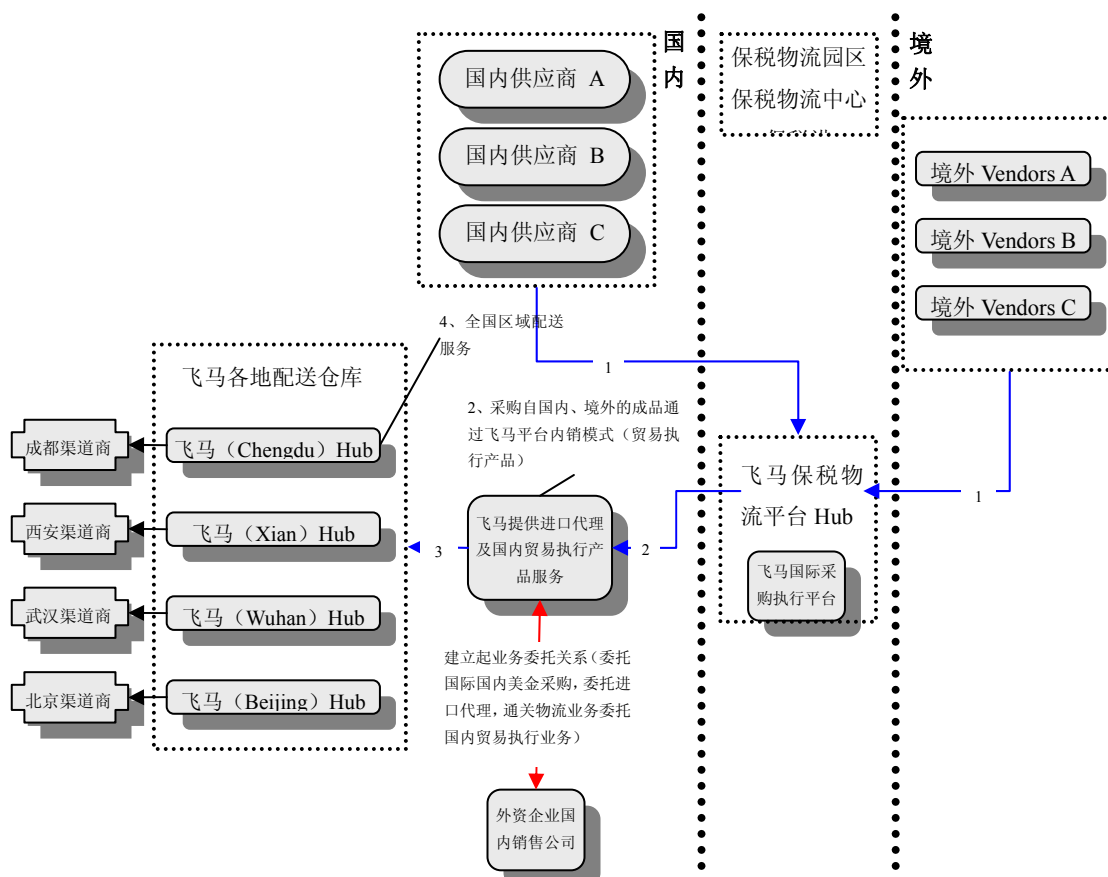 国
内
境
外
国内供应商 A
国内供应商 B
国内供应商 C
保税物流园区
保税物流中心
境外 Vendors A
境外 Vendors B
境外 Vendors C
4、全国区域配送
服务
1
飞马各地配送仓库
2、采购自国内、境外的成品通
过飞马平台内销模式（贸易执
行产品）
成都渠道商
飞马（Chengdu）Hub
西安渠道商
飞马（Xian）Hub
武汉渠道商
飞马（Wuhan）Hub
北京渠道商
飞马（Beijing）Hub
3
飞马提供进口代理
及国内贸易执行产
品服务
2
飞马保税物
流平台 Hub
1
飞马国际采
购执行平台
建立起业务委托关系（委托
国际国内美金采购，委托进
口代理，通关物流业务委托
国内贸易执行业务）
外资企业国
内销售公司